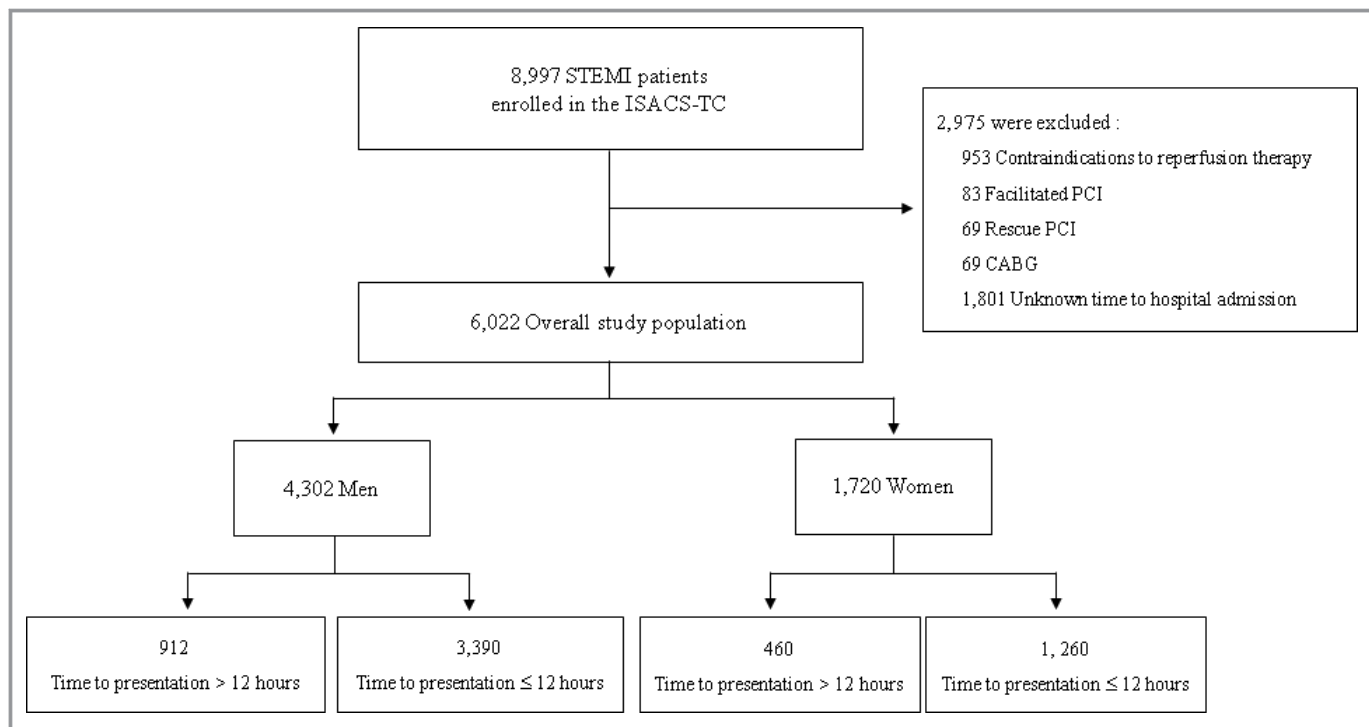 8,997 STEMI patients
enrolled in the ISACS-TC
2,975 were excluded :
953 Contraindications to reperfusion therapy
83 Facilitated PCI
69 Rescue PCI
69 CABG
1,801 Unknown time to hospital admission
6,022 Overall study population
4,302 Men
1,720 Women
912
Time to presentation > 12 hours
3,390
Time to presentation ≤ 12 hours
460
Time to presentation > 12 hours
1, 260
Time to presentation ≤ 12 hours